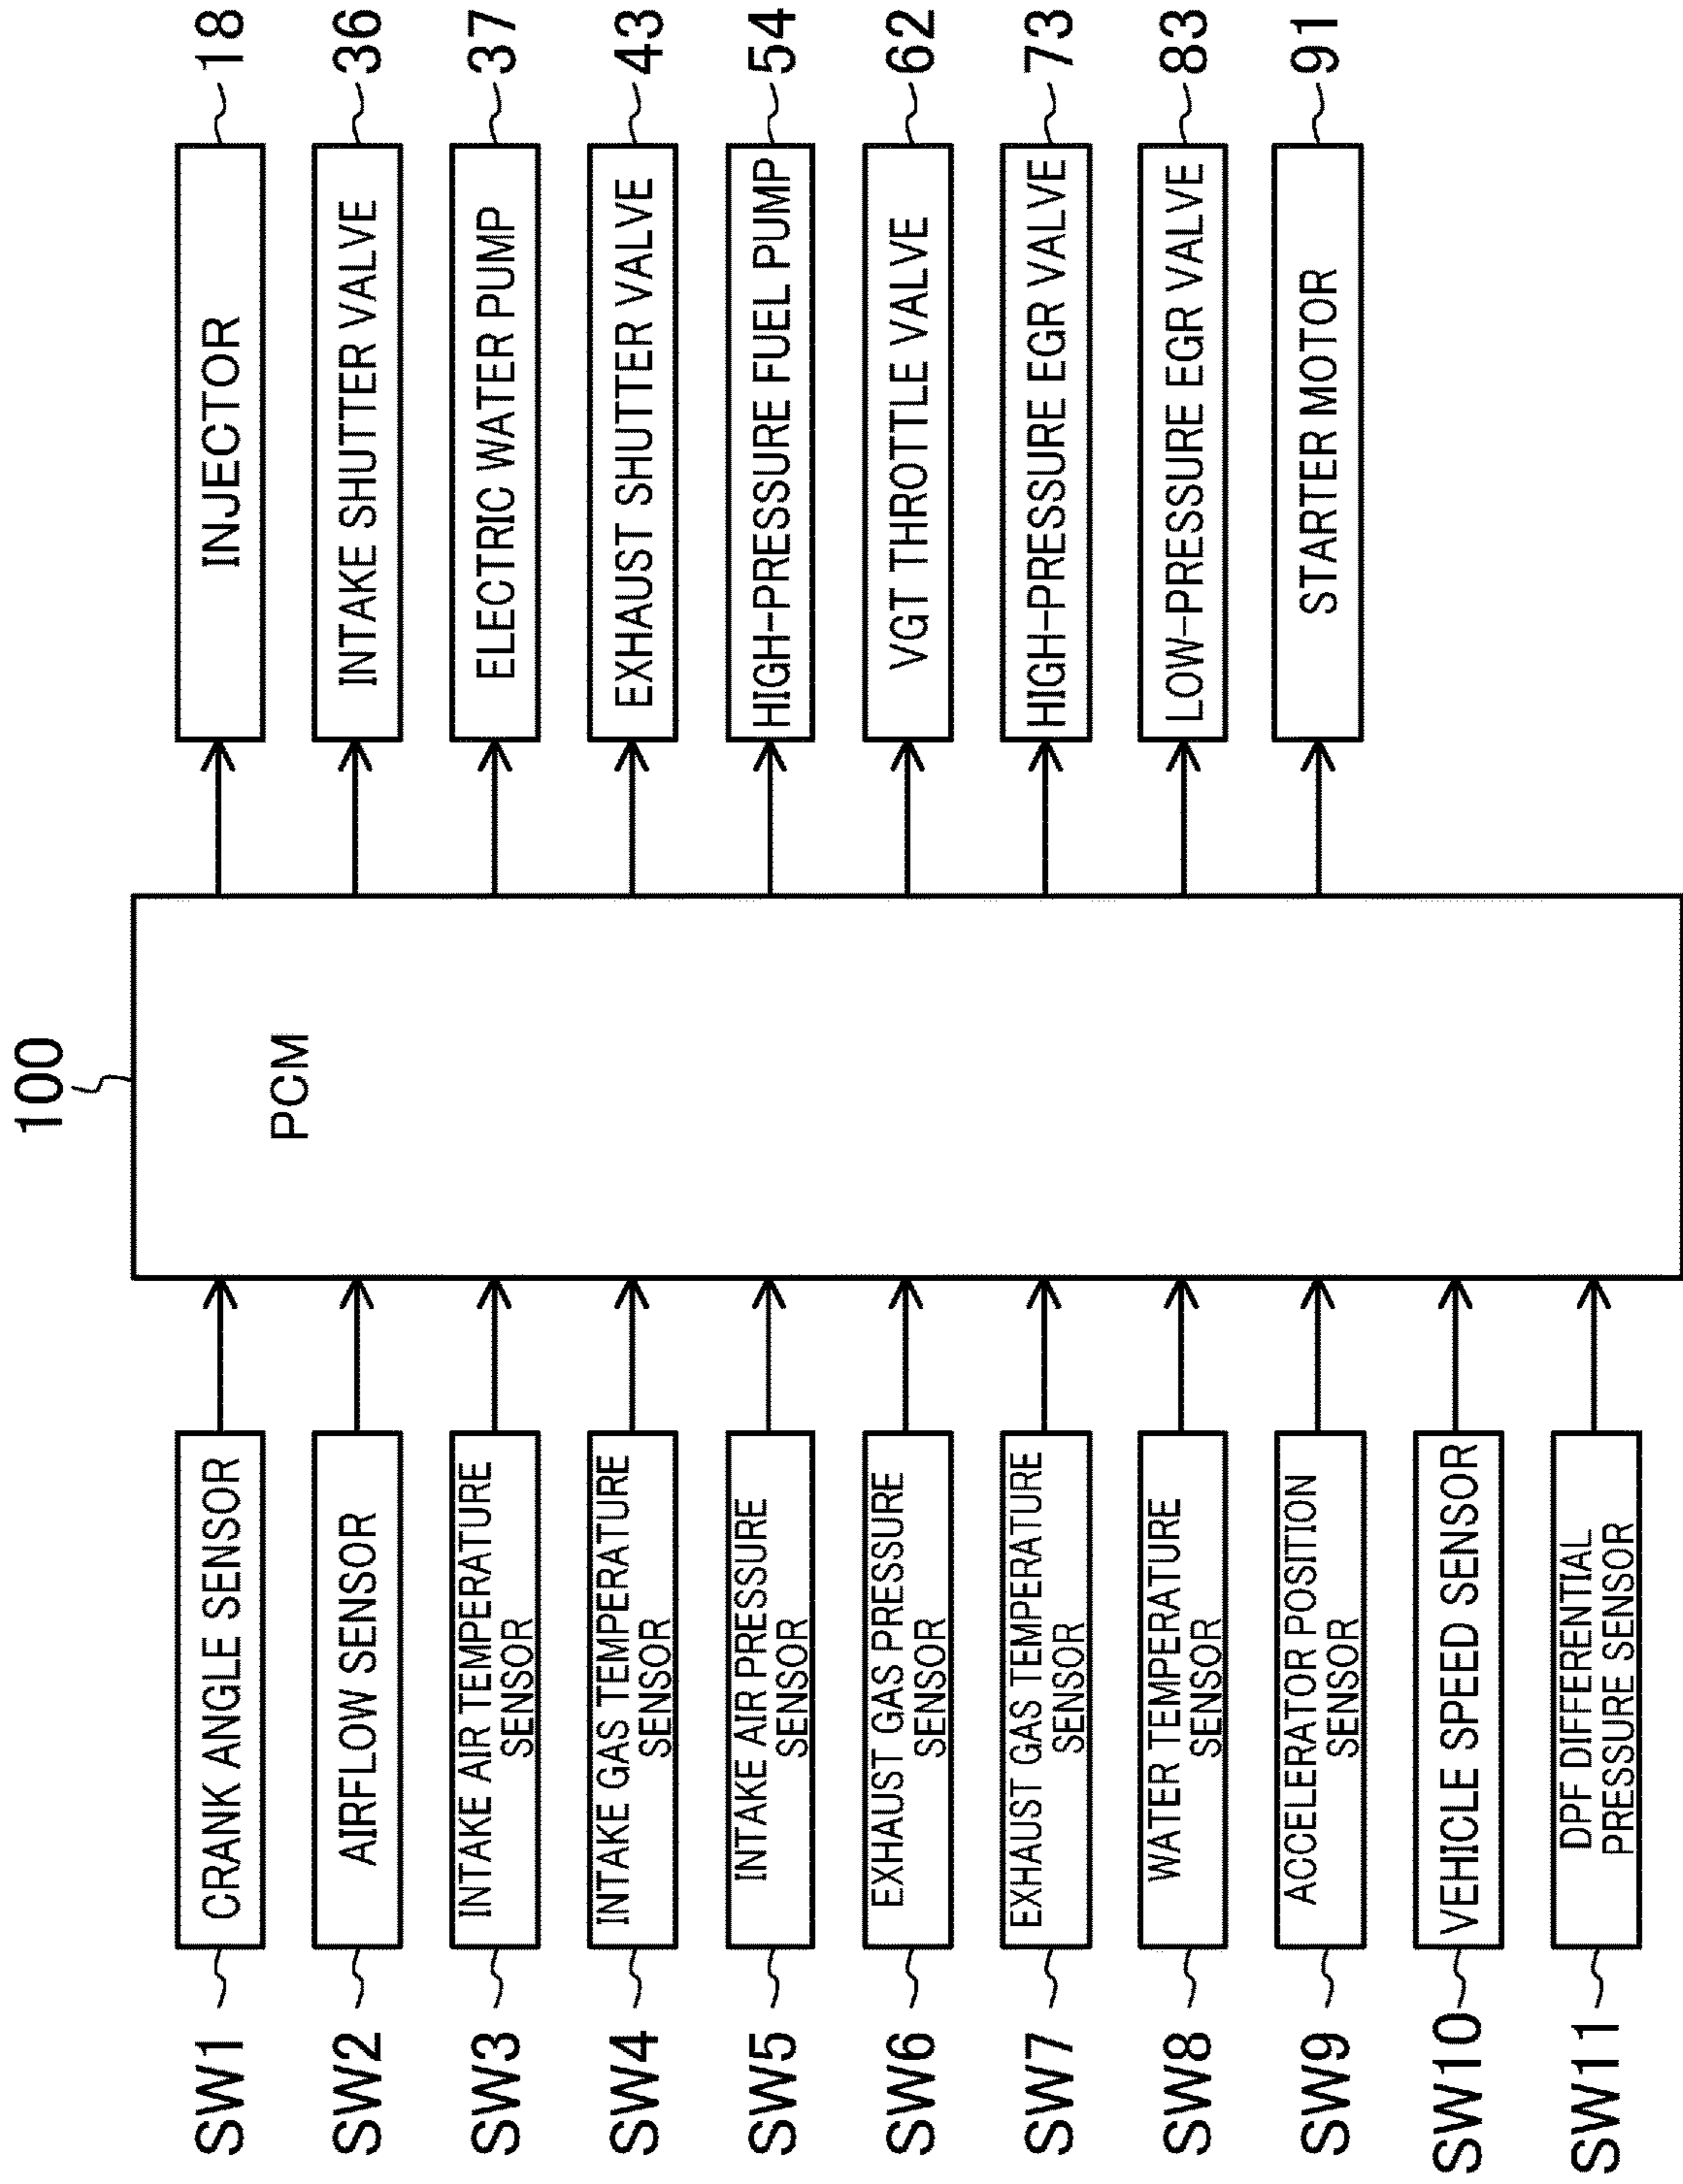 100
PCM
SW1
CRANK ANGLE SENSOR
SW2
AIRFLOW SENSOR
SW3
INTAKE AIR TEMPERATURE
SENSOR
SW4
INTAKE GAS TEMPERATURE
SENSOR
SW5
INTAKE AIR PRESSURE
SENSOR
SW6
EXHAUST GAS PRESSURE
SENSOR
SW7
EXHAUST GAS TEMPERATURE
SENSOR
SW8
WATER TEMPERATURE
SENSOR
SW9
ACCELERATOR POSITION
SENSOR
SW10
VEHICLE SPEED SENSOR
SW11
DPF DIFFERENTIAL
PRESSURE SENSOR
INJECTOR
18
INTAKE SHUTTER VALVE
36
ELECTRIC WATER PUMP
37
EXHAUST SHUTTER VALVE
43
HIGH-PRESSURE FUEL PUMP
54
VGT THROTTLE VALVE
62
HIGH-PRESSURE EGR VALVE
73
LOW-PRESSURE EGR VALVE
83
STARTER MOTOR
91